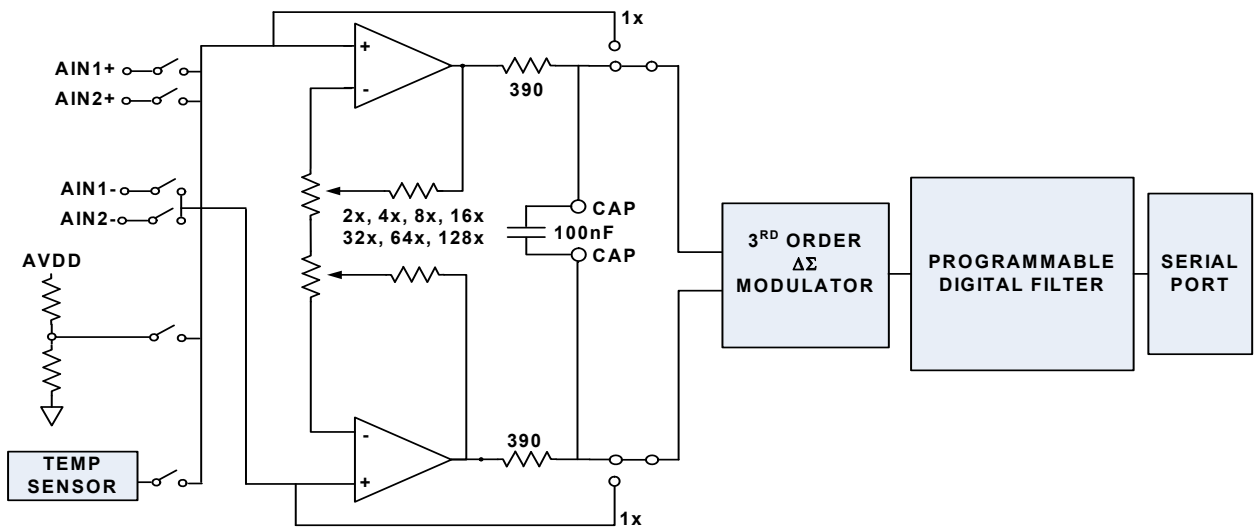 1x
AIN1+
AIN2+
+
-
390
AIN1-
AIN2-
2x, 4x, 8x, 16x
32x, 64x, 128x
CAP
100nF
CAP
AVDD
3RD ORDER
ΔΣ
MODULATOR
PROGRAMMABLE
DIGITAL FILTER
SERIAL
PORT
-
+
390
TEMP
SENSOR
1x